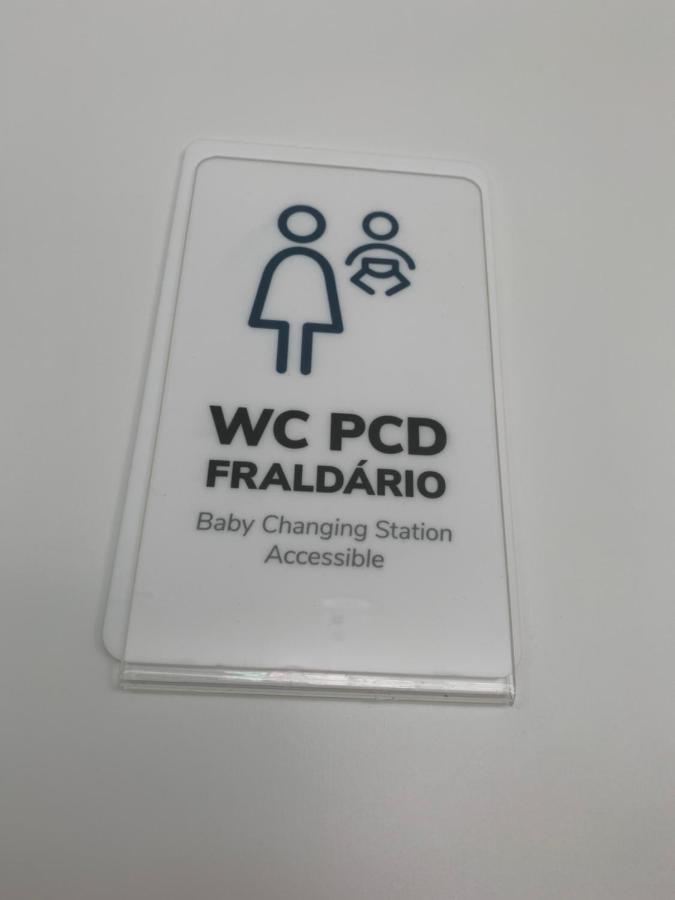 WC PCD
FRALDÁRIO
Baby Changing Station
Accessible